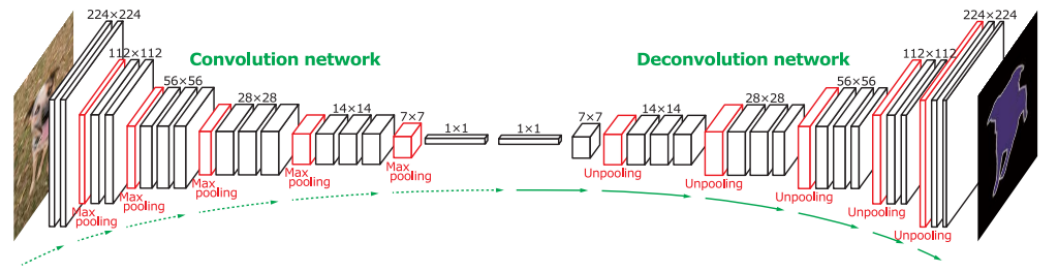 224×224
112×112
56×56
28×28
14×14
7×7
1×1
1×1
7×7
14×14
28×28
56×56
112×112
224×224
Convolution network
Deconvolution network
Max
pooling
Max
pooling
Max
pooling
Max
pooling
Max
pooling
Unpooling
Unpooling
Unpooling
Unpooling
Unpooling